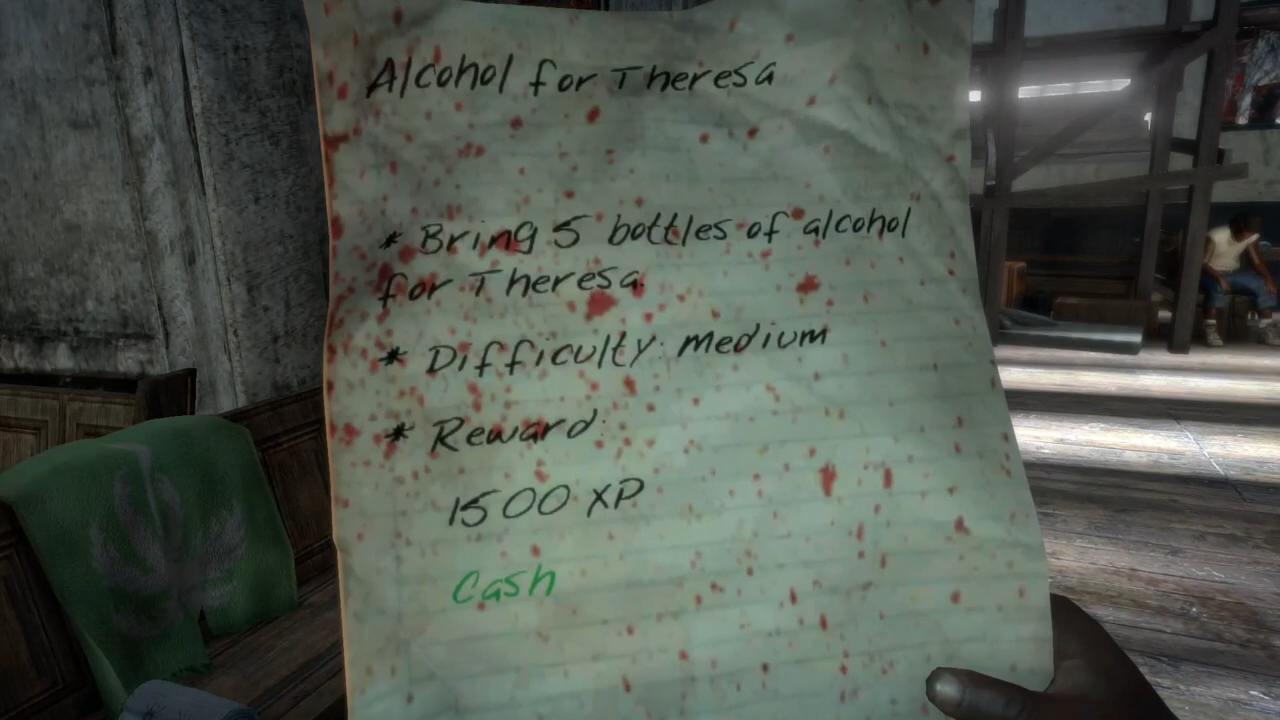 Alcohol for Theresa
* Bring 5 bottles of alcohol
for Theresa.
* Difficulty: medium
* Reward:
1500 XP
Cash